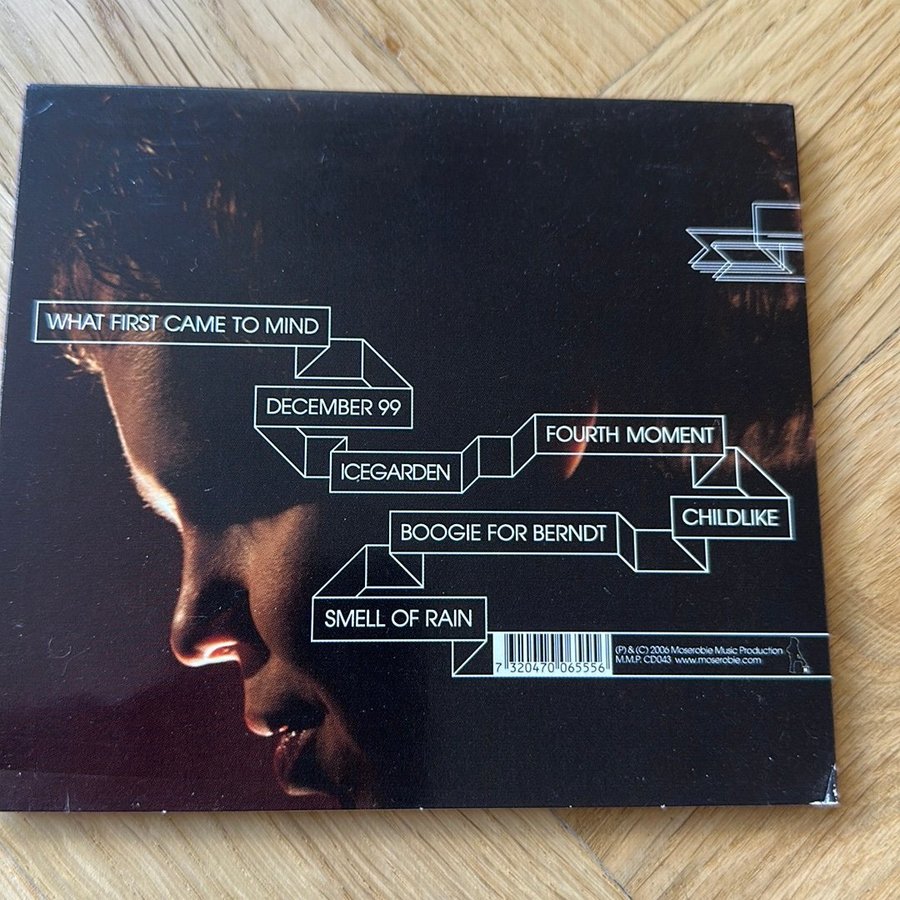 WHAT FIRST CAME TO MIND
DECEMBER 99
ICEGARDEN
FOURTH MOMENT
CHILDLIKE
BOOGIE FOR BERNDT
SMELL OF RAIN
7 320470 065556
(P) & (C) 2006 Moserobie Music Production
M.M.P. CD043 www.moserobie.com